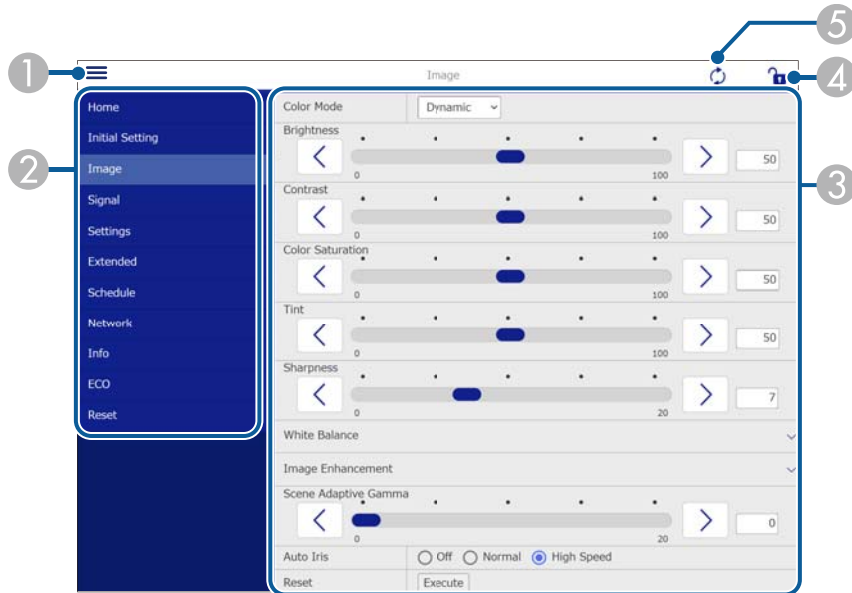 5
1
Image
4
2
Home
Initial Setting
Image
Signal
Settings
Extended
Schedule
Network
Info
ECO
Reset
3
Color Mode
Dynamic
Brightness
0
100
50
Contrast
0
100
50
Color Saturation
0
100
50
Tint
0
100
50
Sharpness
0
20
7
White Balance
Image Enhancement
Scene Adaptive Gamma
0
20
0
Auto Iris
Off
Normal
High Speed
Reset
Execute